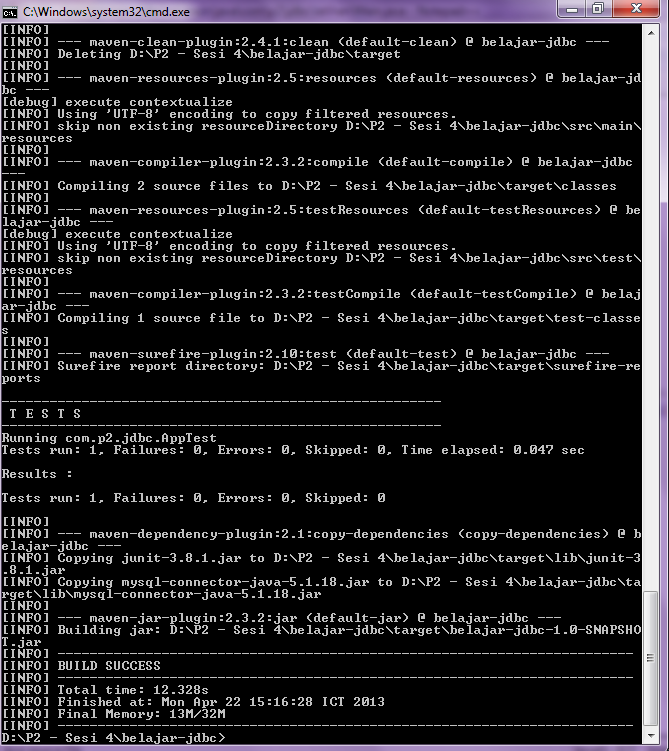 C:\Windows\system32\cmd.exe
[INFO]
[INFO] --- maven-clean-plugin:2.4.1:clean (default-clean) @ belajar-jdbc ---
[INFO] Deleting D:\P2 - Sesi 4\belajar-jdbc\target
[INFO]
[INFO] --- maven-resources-plugin:2.5:resources (default-resources) @ belajar-jd
bc ---
[debug] execute contextualize
[INFO] Using 'UTF-8' encoding to copy filtered resources.
[INFO] skip non existing resourceDirectory D:\P2 - Sesi 4\belajar-jdbc\src\main\
resources
[INFO]
[INFO] --- maven-compiler-plugin:2.3.2:compile (default-compile) @ belajar-jdbc
---
[INFO] Compiling 2 source files to D:\P2 - Sesi 4\belajar-jdbc\target\classes
[INFO]
[INFO] --- maven-resources-plugin:2.5:testResources (default-testResources) @ be
lajar-jdbc ---
[debug] execute contextualize
[INFO] Using 'UTF-8' encoding to copy filtered resources.
[INFO] skip non existing resourceDirectory D:\P2 - Sesi 4\belajar-jdbc\src\test\
resources
[INFO]
[INFO] --- maven-compiler-plugin:2.3.2:testCompile (default-testCompile) @ belaj
ar-jdbc ---
[INFO] Compiling 1 source file to D:\P2 - Sesi 4\belajar-jdbc\target\test-classe
s
[INFO]
[INFO] --- maven-surefire-plugin:2.10:test (default-test) @ belajar-jdbc ---
[INFO] Surefire report directory: D:\P2 - Sesi 4\belajar-jdbc\target\surefire-re
ports
-------------------------------------------------------
T E S T S
-------------------------------------------------------
Running com.p2.jdbc.AppTest
Tests run: 1, Failures: 0, Errors: 0, Skipped: 0, Time elapsed: 0.047 sec
Results :
Tests run: 1, Failures: 0, Errors: 0, Skipped: 0
[INFO]
[INFO] --- maven-dependency-plugin:2.1:copy-dependencies (copy-dependencies) @ b
elajar-jdbc ---
[INFO] Copying junit-3.8.1.jar to D:\P2 - Sesi 4\belajar-jdbc\target\lib\junit-3
.8.1.jar
[INFO] Copying mysql-connector-java-5.1.18.jar to D:\P2 - Sesi 4\belajar-jdbc\ta
rget\lib\mysql-connector-java-5.1.18.jar
[INFO]
[INFO] --- maven-jar-plugin:2.3.2:jar (default-jar) @ belajar-jdbc ---
[INFO] Building jar: D:\P2 - Sesi 4\belajar-jdbc\target\belajar-jdbc-1.0-SNAPSHO
T.jar
[INFO] ------------------------------------------------------------------------
[INFO] BUILD SUCCESS
[INFO] ------------------------------------------------------------------------
[INFO] Total time: 12.328s
[INFO] Finished at: Mon Apr 22 15:16:28 ICT 2013
[INFO] Final Memory: 13M/32M
[INFO] ------------------------------------------------------------------------
D:\P2 - Sesi 4\belajar-jdbc>